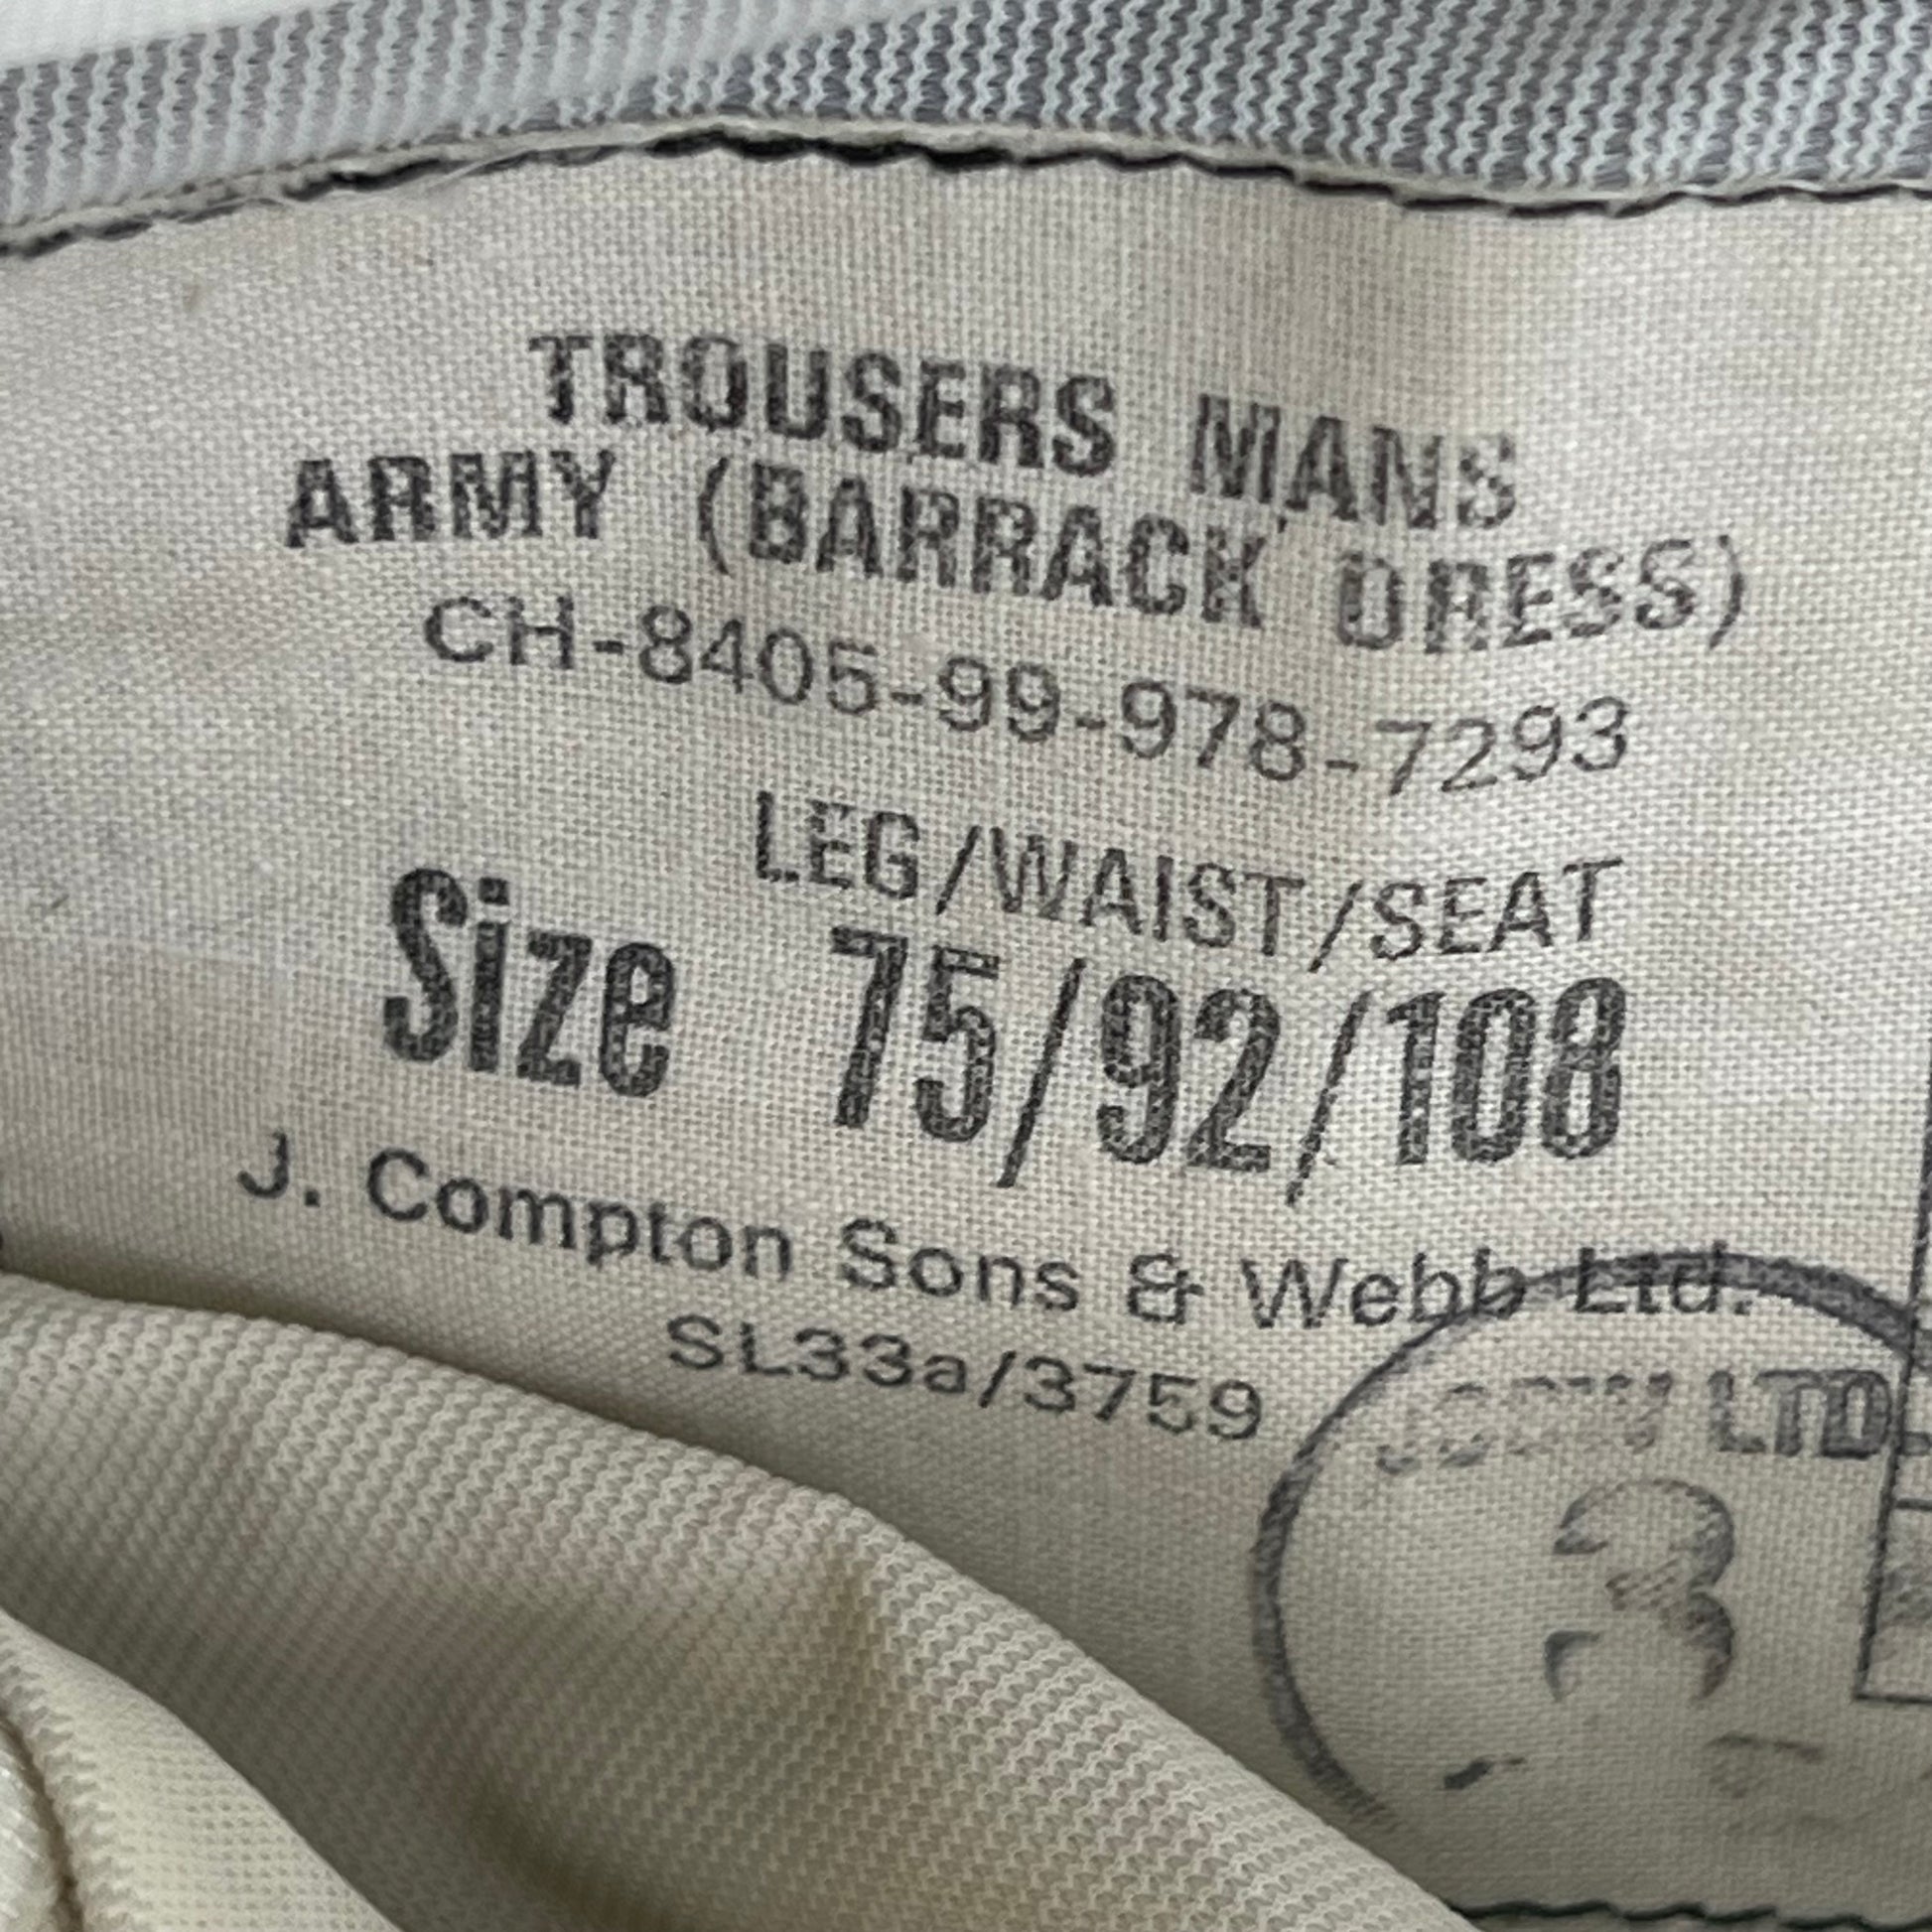 TROUSERS MANS
ARMY (BARRACK DRESS)
CH-8405-99-978-7293
LEG/WAIST/SEAT
Size 75/92/108
J. Compton Sons & Webb Ltd.
SL33a/3759
LTD.
3